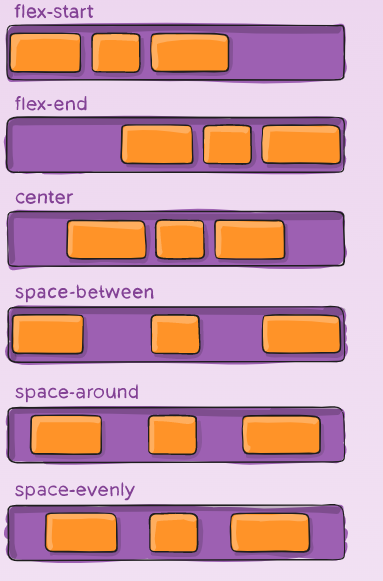 flex-start
flex-end
center
space-between
space-around
space-evenly